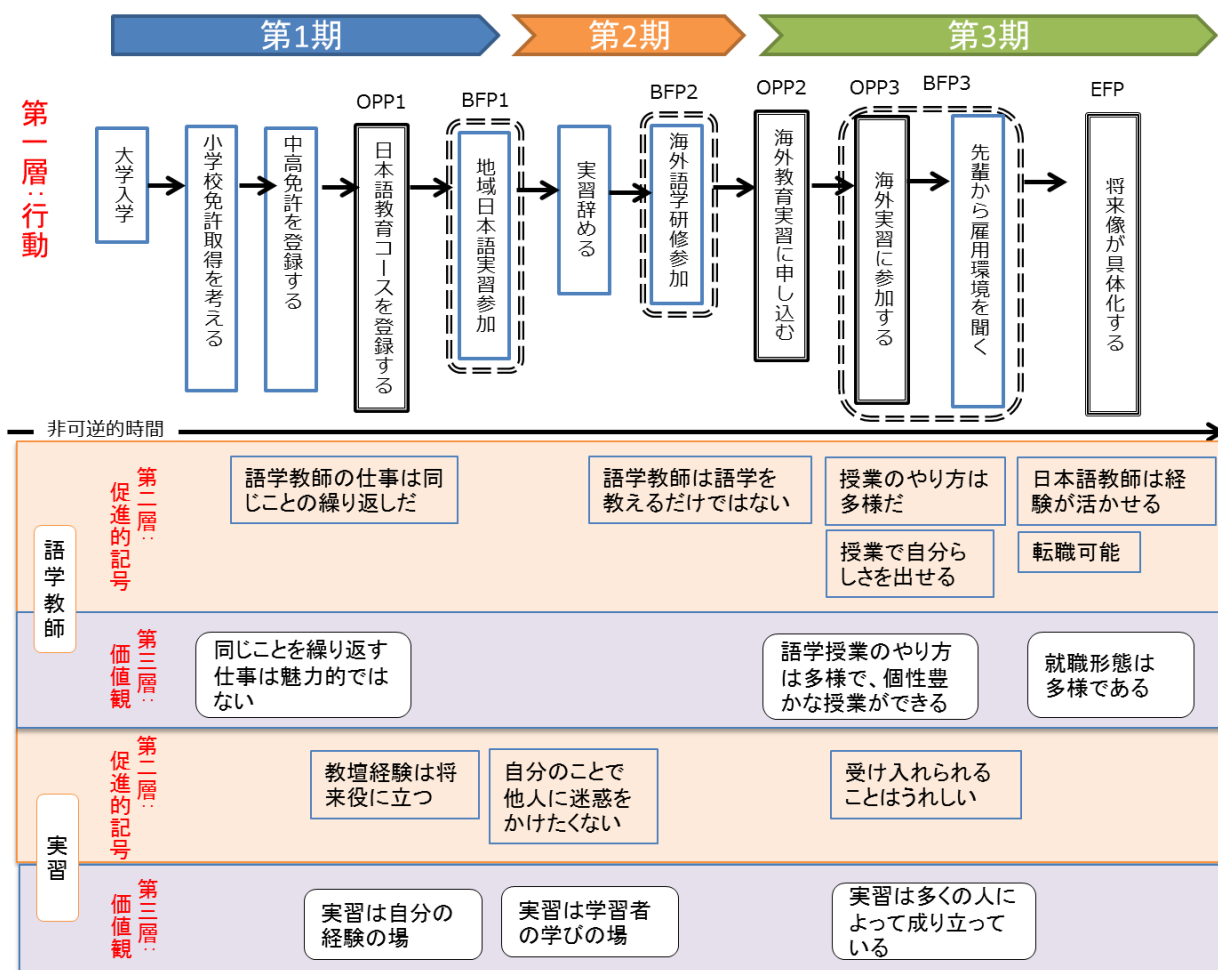 第1期
第2期
第3期
第一層：行動
大学入学
小学校免許取得を考える
中高免許を登録する
OPP1
日本語教育コースを登録する
BFP1
地域日本語実習参加
実習辞める
BFP2
海外語学研修参加
OPP2
海外教育実習に申し込む
OPP3
海外実習に参加する
BFP3
先輩から雇用環境を聞く
EFP
将来像が具体化する
非可逆的時間
語学教師
第二層：
促進的記号
語学教師の仕事は同
じことの繰り返しだ
語学教師は語学を
教えるだけではない
授業のやり方は
多様だ
授業で自分ら
しさを出せる
日本語教師は経
験が活かせる
転職可能
第三層：
価値観
同じことを繰り返す
仕事は魅力的では
ない
語学授業のやり方
は多様で、個性豊
かな授業ができる
就職形態は
多様である
実習
第二層：
促進的記号
教壇経験は将
来役に立つ
自分のことで
他人に迷惑を
かけたくない
受け入れられる
ことはうれしい
第三層：
価値観
実習は自分の
経験の場
実習は学習者
の学びの場
実習は多くの人に
よって成り立って
いる